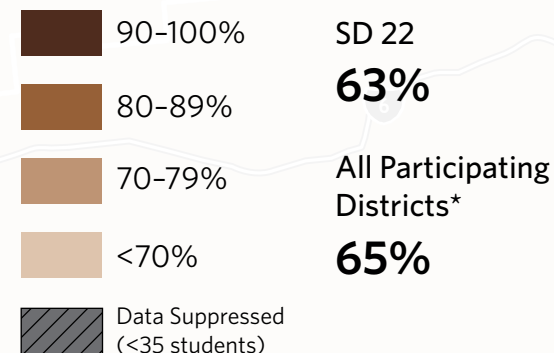 90–100%
80–89%
70–79%
<70%
Data Suppressed
(<35 students)
SD 22
63%
All Participating
Districts*
65%